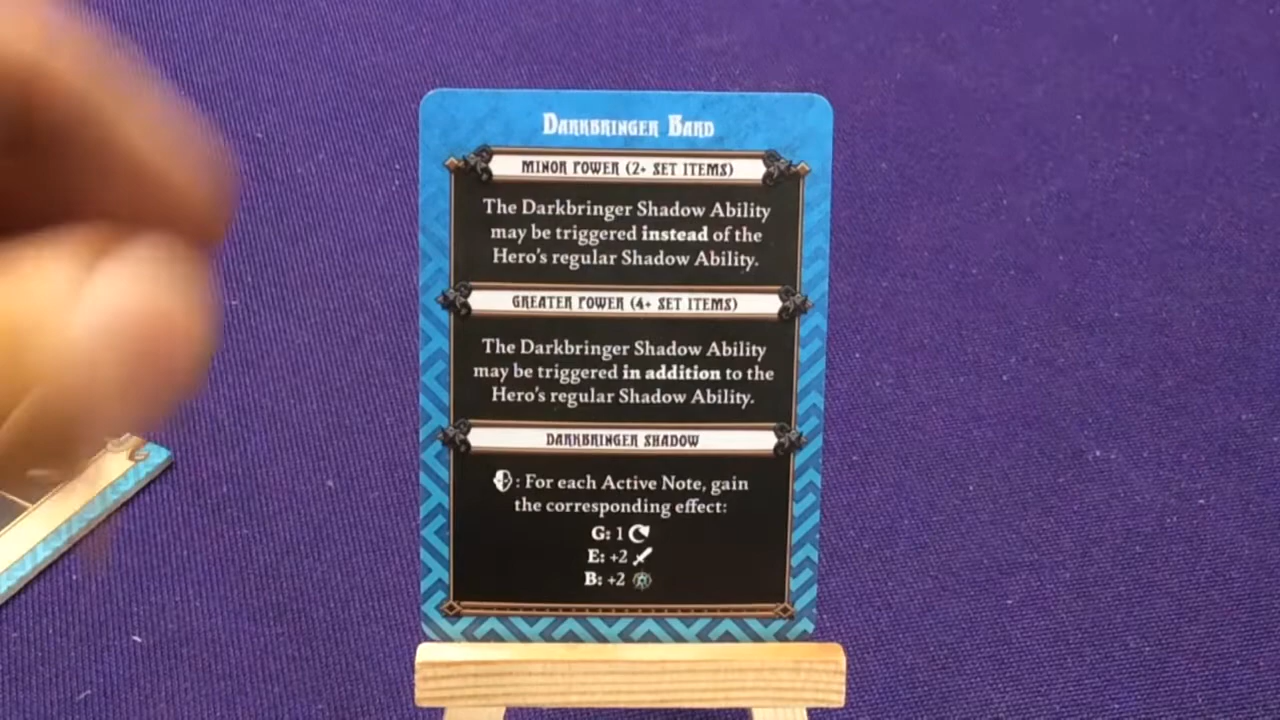 Darkbringer Bard
MINOR POWER (2+ SET ITEMS)
The Darkbringer Shadow Ability
may be triggered instead of the
Hero's regular Shadow Ability.
GREATER POWER (4+ SET ITEMS)
The Darkbringer Shadow Ability
may be triggered in addition to the
Hero's regular Shadow Ability.
DARKBRINGER SHADOW
: For each Active Note, gain
the corresponding effect:
G: 1
E: +2
B: +2